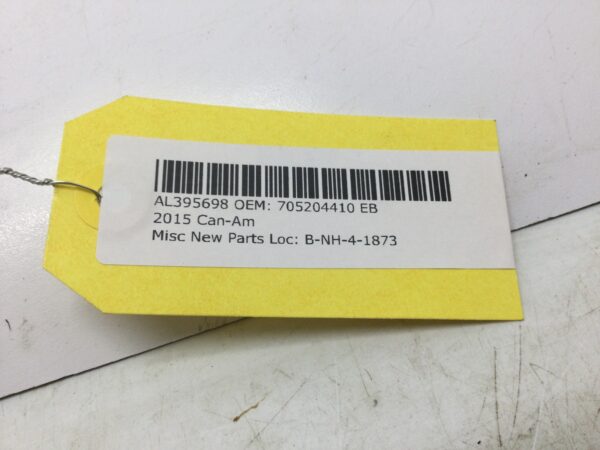 AL395698 OEM: 705204410 EB
2015 Can-Am
Misc New Parts Loc: B-NH-4-1873